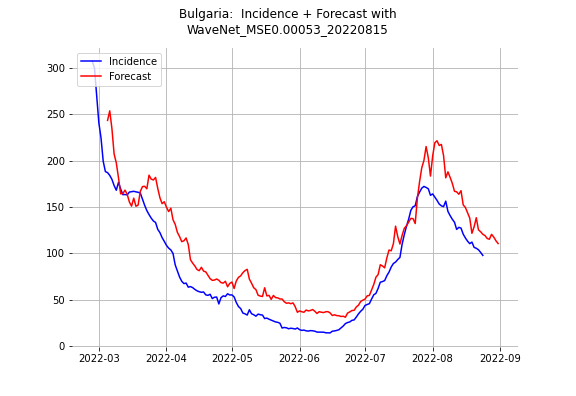 Bulgaria:  Incidence + Forecast with
WaveNet_MSE0.00053_20220815
Incidence
Forecast
300
250
200
150
100
50
0
2022-03 2022-04 2022-05 2022-06 2022-07 2022-08 2022-09